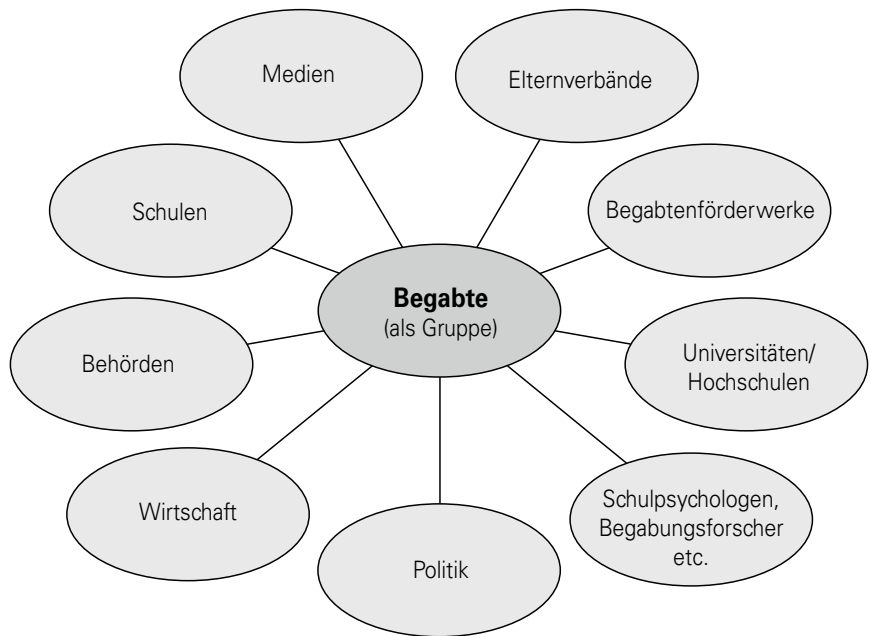 Medien
Elternverbände
Schulen
Begabtenförderwerke
Begabte
(als Gruppe)
Behörden
Universitäten/
Hochschulen
Wirtschaft
Schulpsychologen,
Begabungsforscher
etc.
Politik